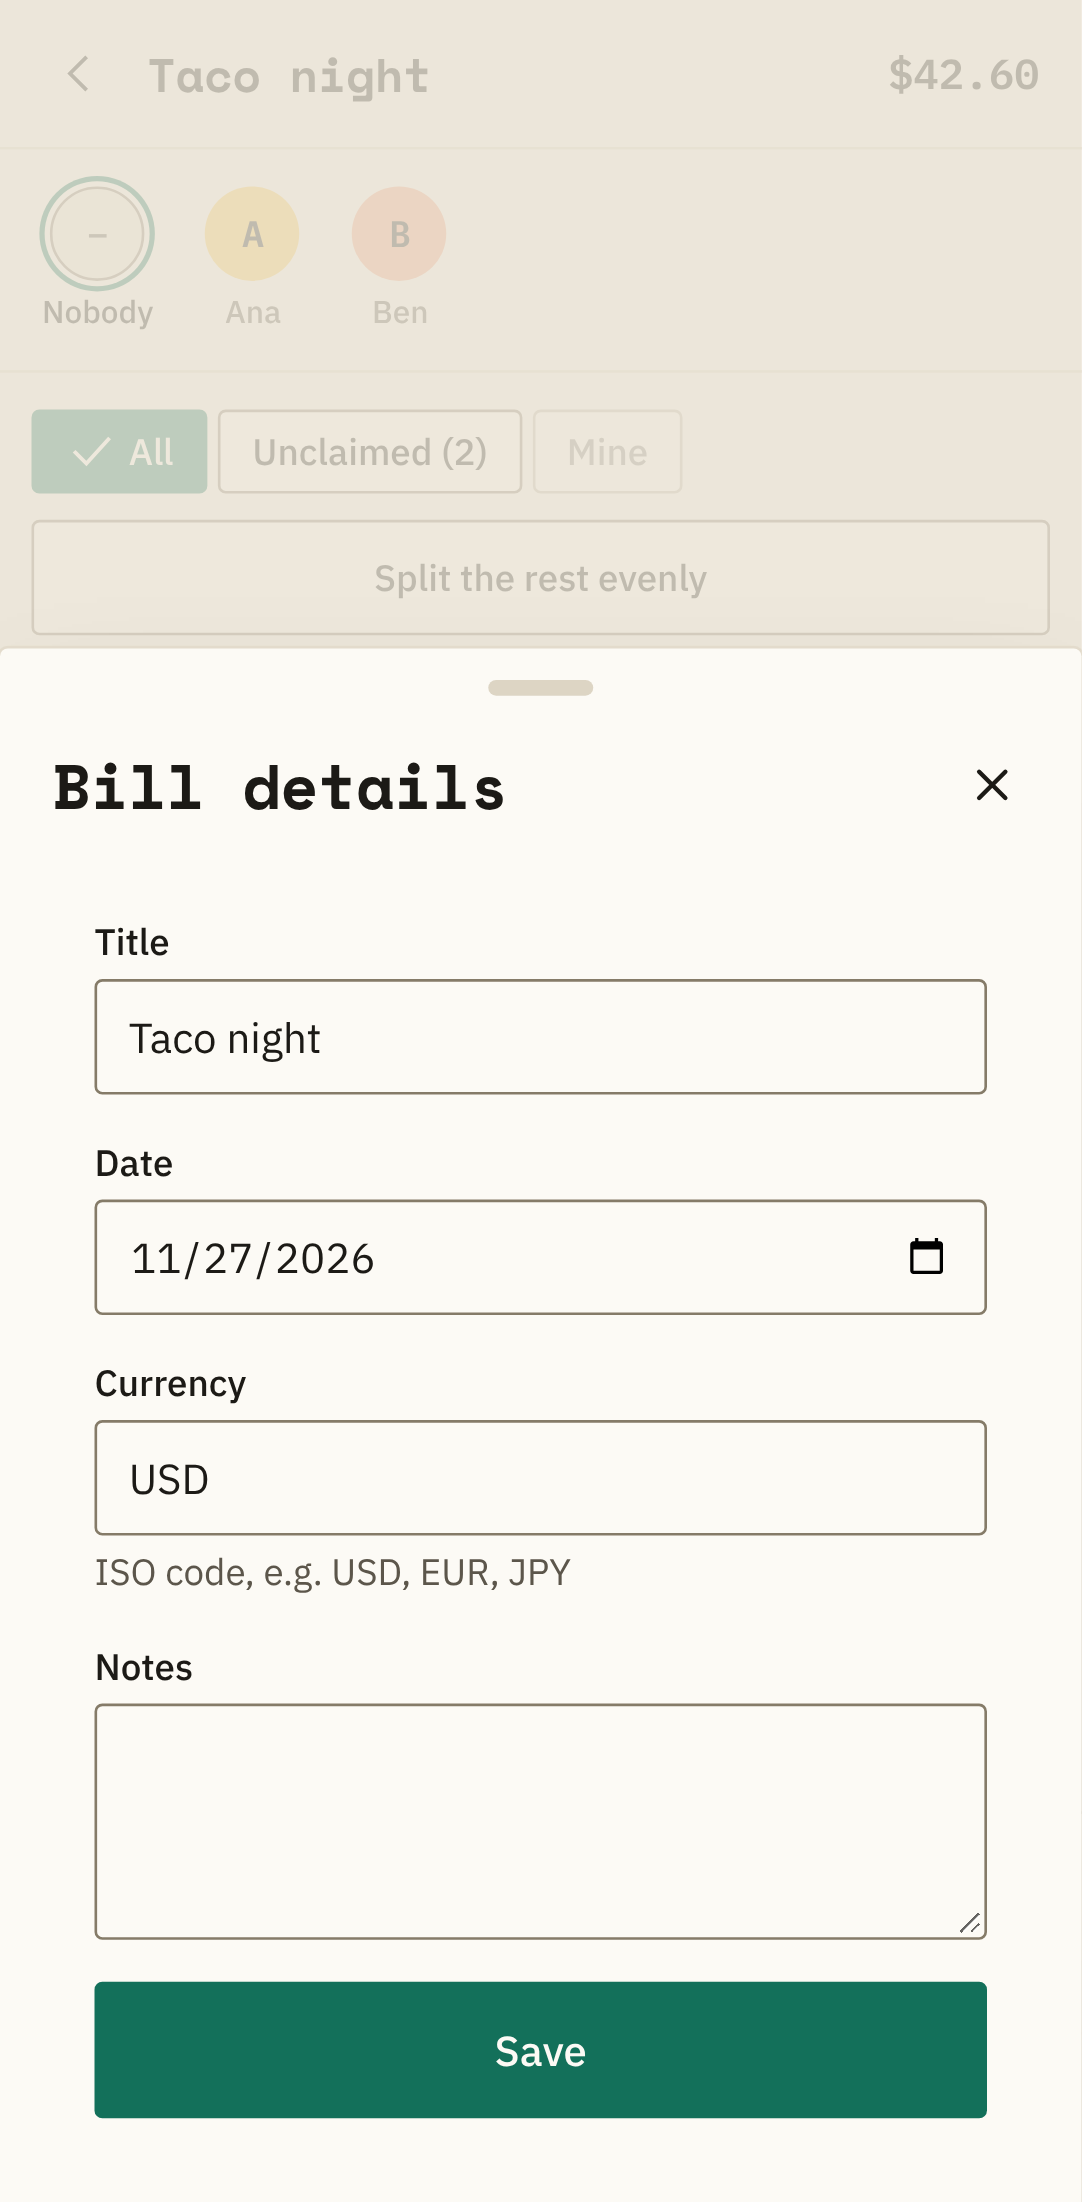 Taco night $42.60
– A B
Nobody Ana Ben
All Unclaimed (2) Mine
Split the rest evenly
Bill details
Title
Taco night
Date
11/27/2026
Currency
USD
ISO code, e.g. USD, EUR, JPY
Notes
Save